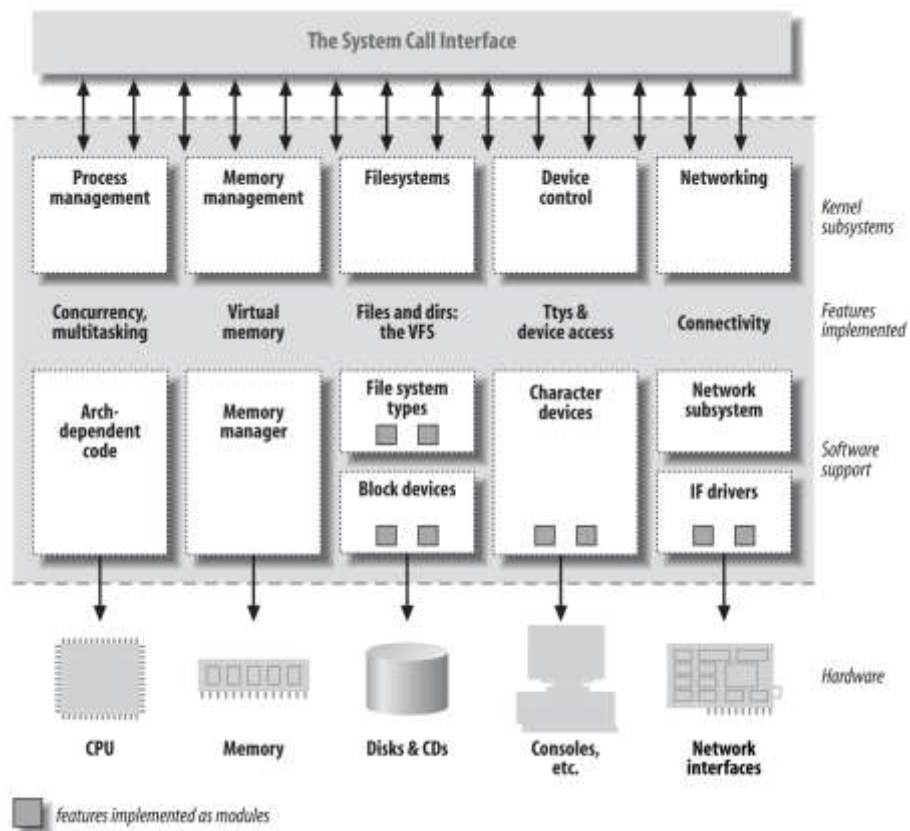 The System Call Interface
Process
management
Memory
management
Filesystems
Device
control
Networking
Kernel
subsystems
Concurrency,
multitasking
Virtual
memory
Files and dirs:
the VFS
Ttys &
device access
Connectivity
Features
implemented
Arch-
dependent
code
Memory
manager
File system
types
Block devices
Character
devices
Network
subsystem
IF drivers
Software
support
Hardware
CPU
Memory
Disks & CDs
Consoles,
etc.
Network
interfaces
features implemented as modules